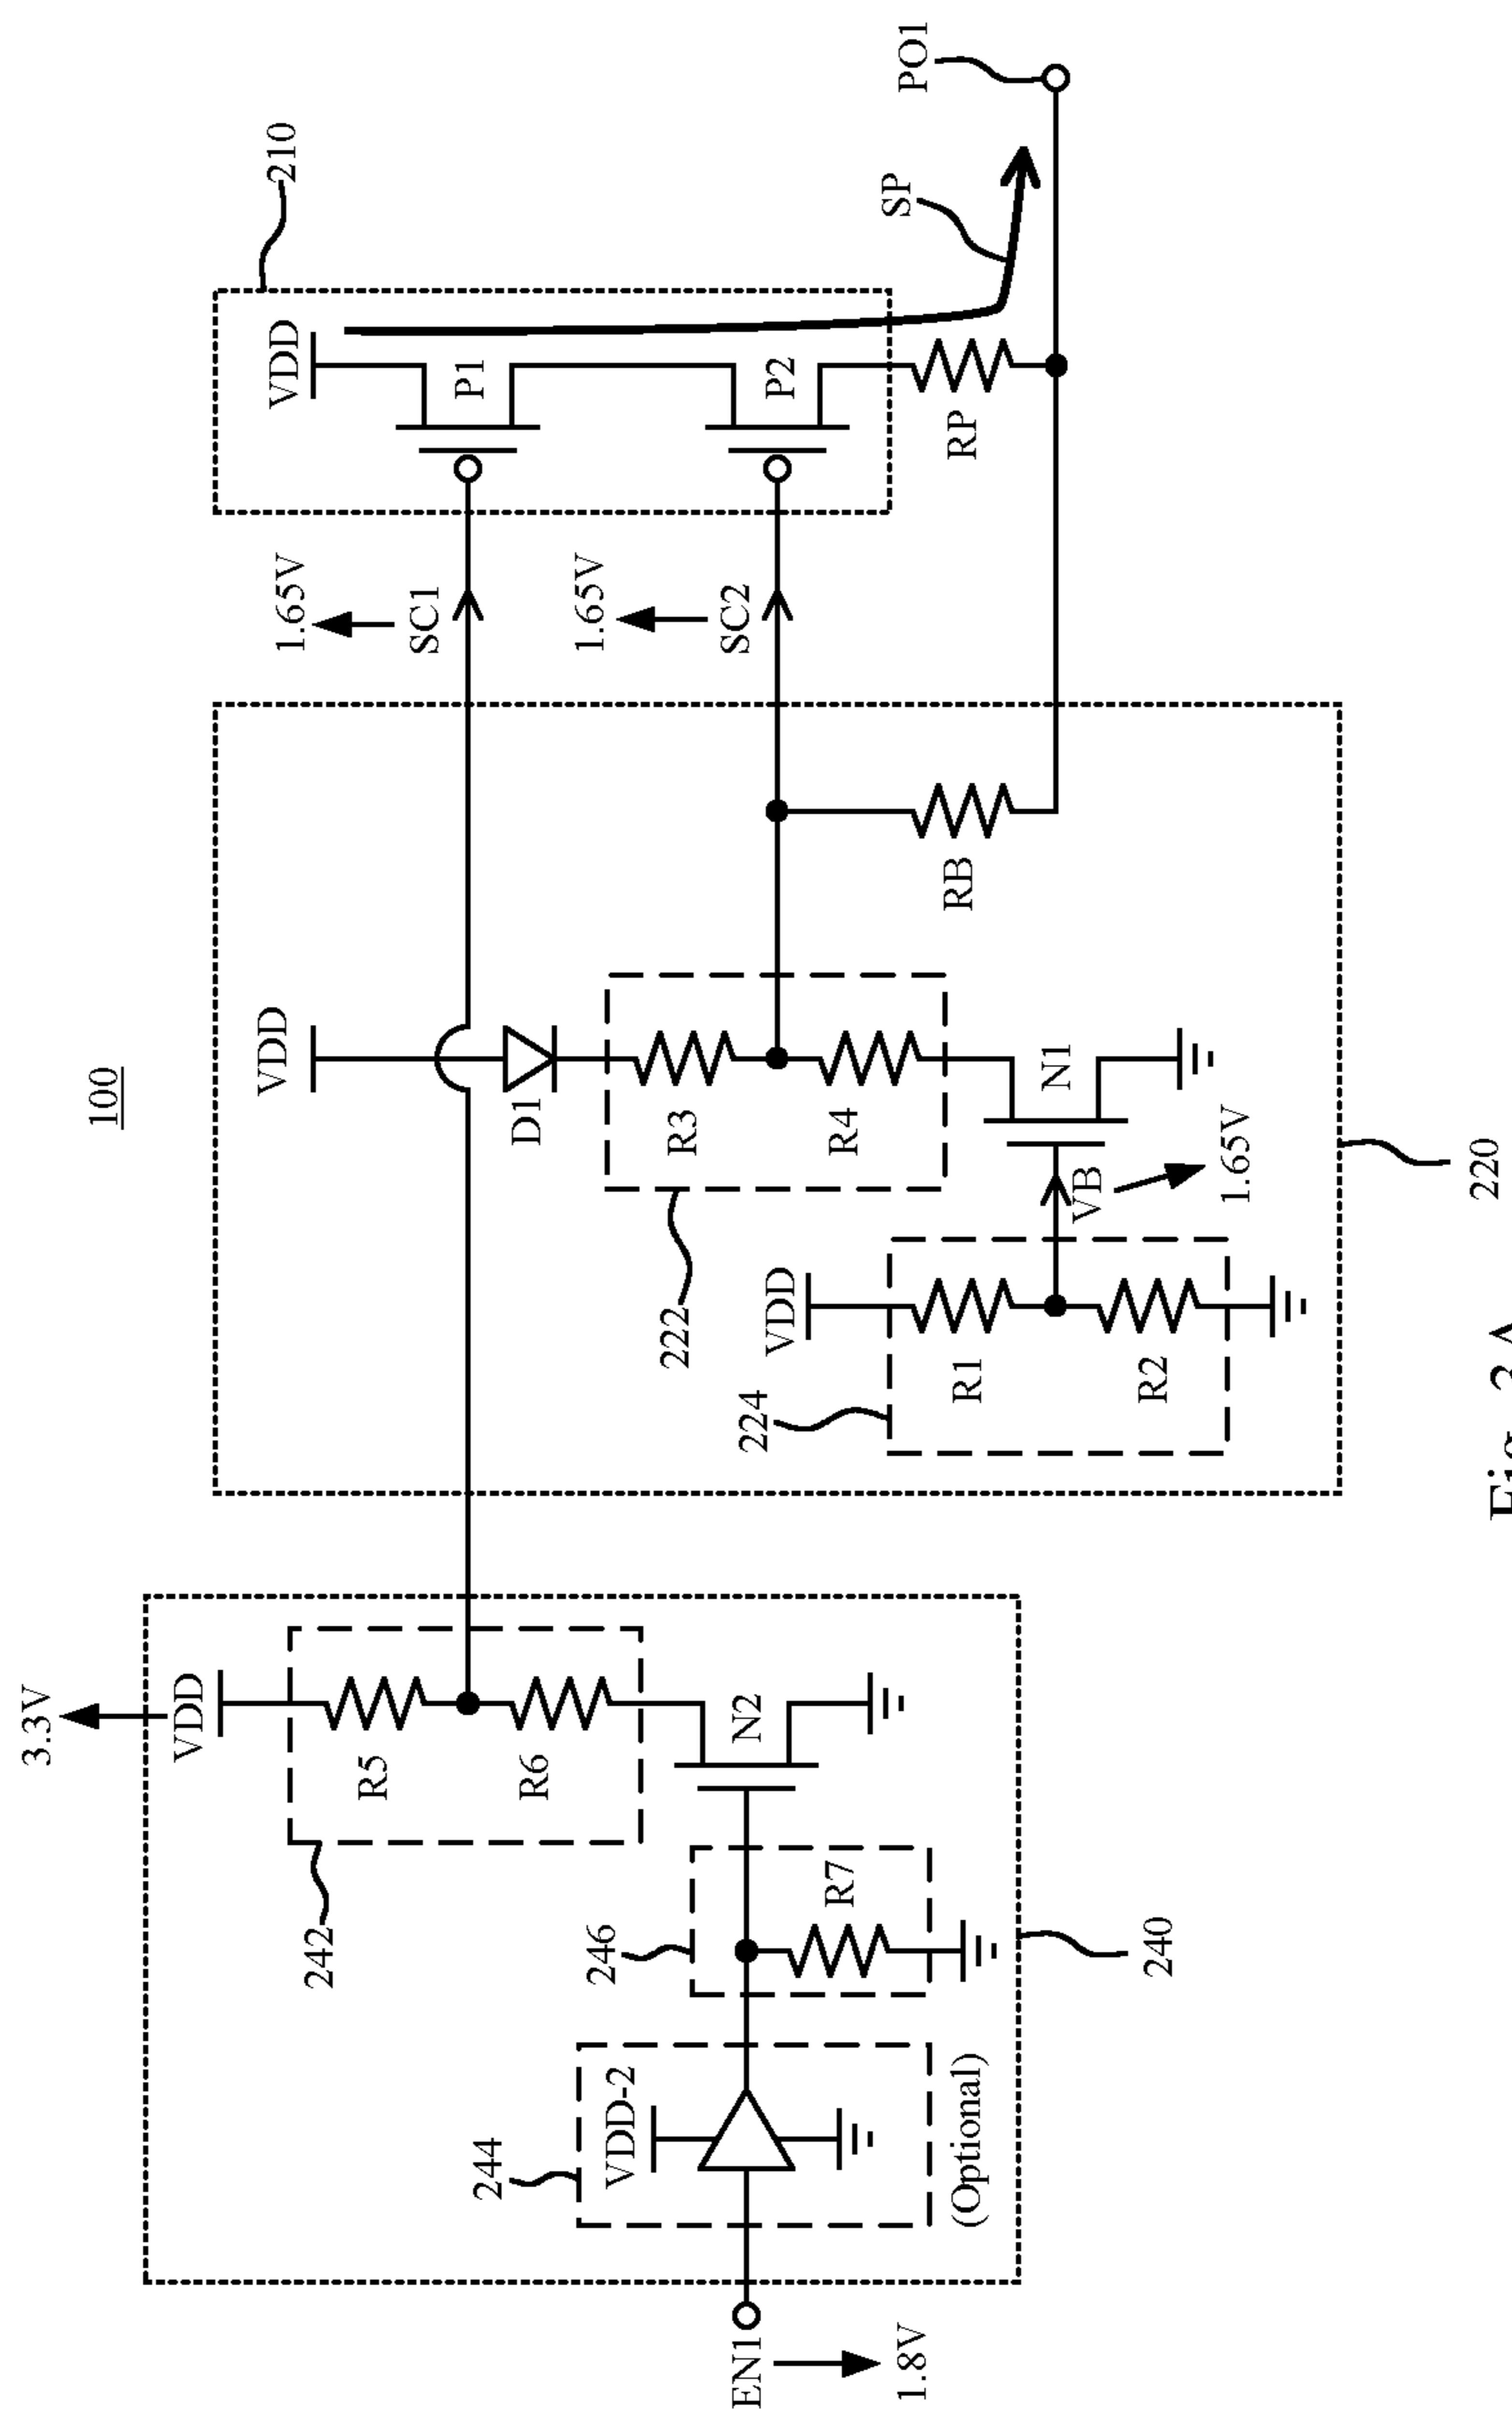 100
3.3V
VDD
242
R5
R6
N2
246
R7
244
VDD-2
(Optional)
EN1
1.8V
240
VDD
D1
222
R3
R4
N1
VB
1.65V
224
VDD
R1
R2
RB
220
1.65V
SC1
1.65V
SC2
210
VDD
P1
P2
RP
SP
PO1